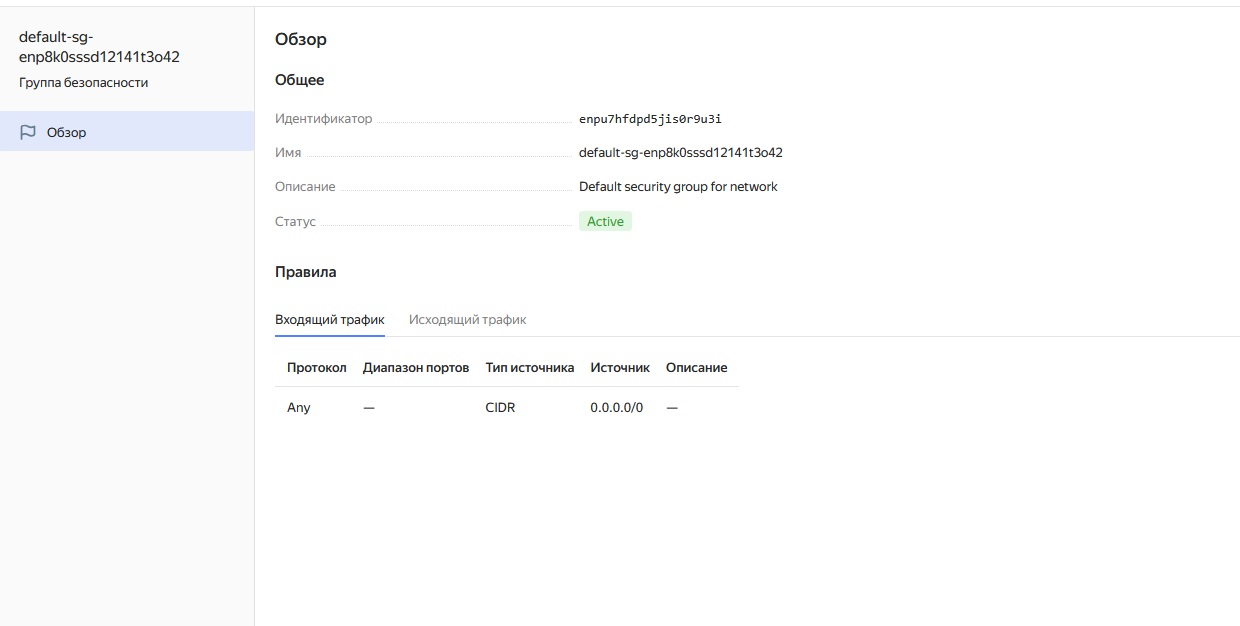 default-sg-
enp8k0sssd12141t3o42
Группа безопасности
Обзор
Обзор
Общее
Идентификатор enpu7hfdpd5jis0r9u3i
Имя default-sg-enp8k0sssd12141t3o42
Описание Default security group for network
Статус Active
Правила
Входящий трафик Исходящий трафик
Протокол Диапазон портов Тип источника Источник Описание
Any — CIDR 0.0.0.0/0 —